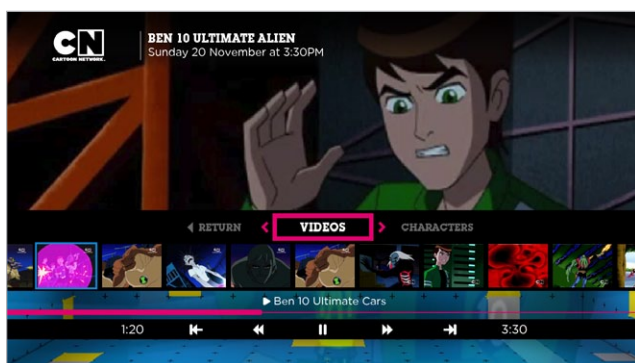 CN
CARTOON NETWORK.
BEN 10 ULTIMATE ALIEN
Sunday 20 November at 3:30PM
RETURN
VIDEOS
CHARACTERS
Ben 10 Ultimate Cars
1:20
3:30